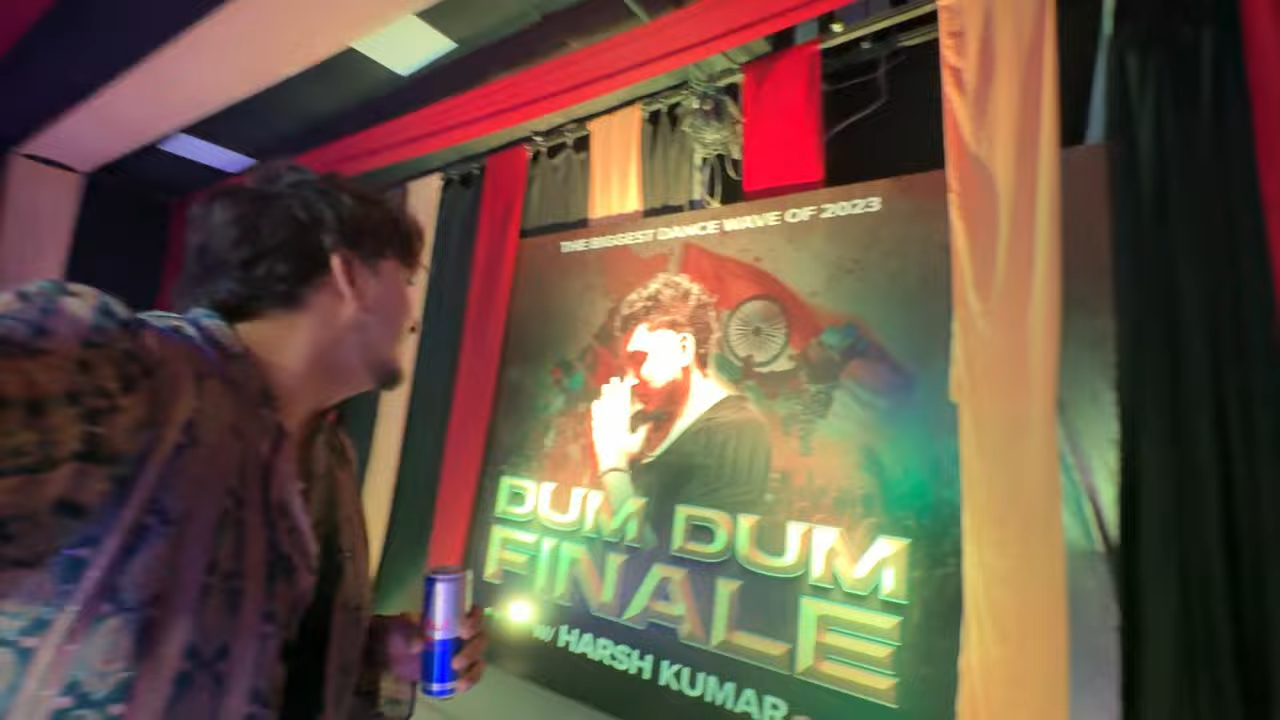 THE BIGGEST DANCE WAVE OF 2023
DUM DUM
FINALE
w/ HARSH KUMAR